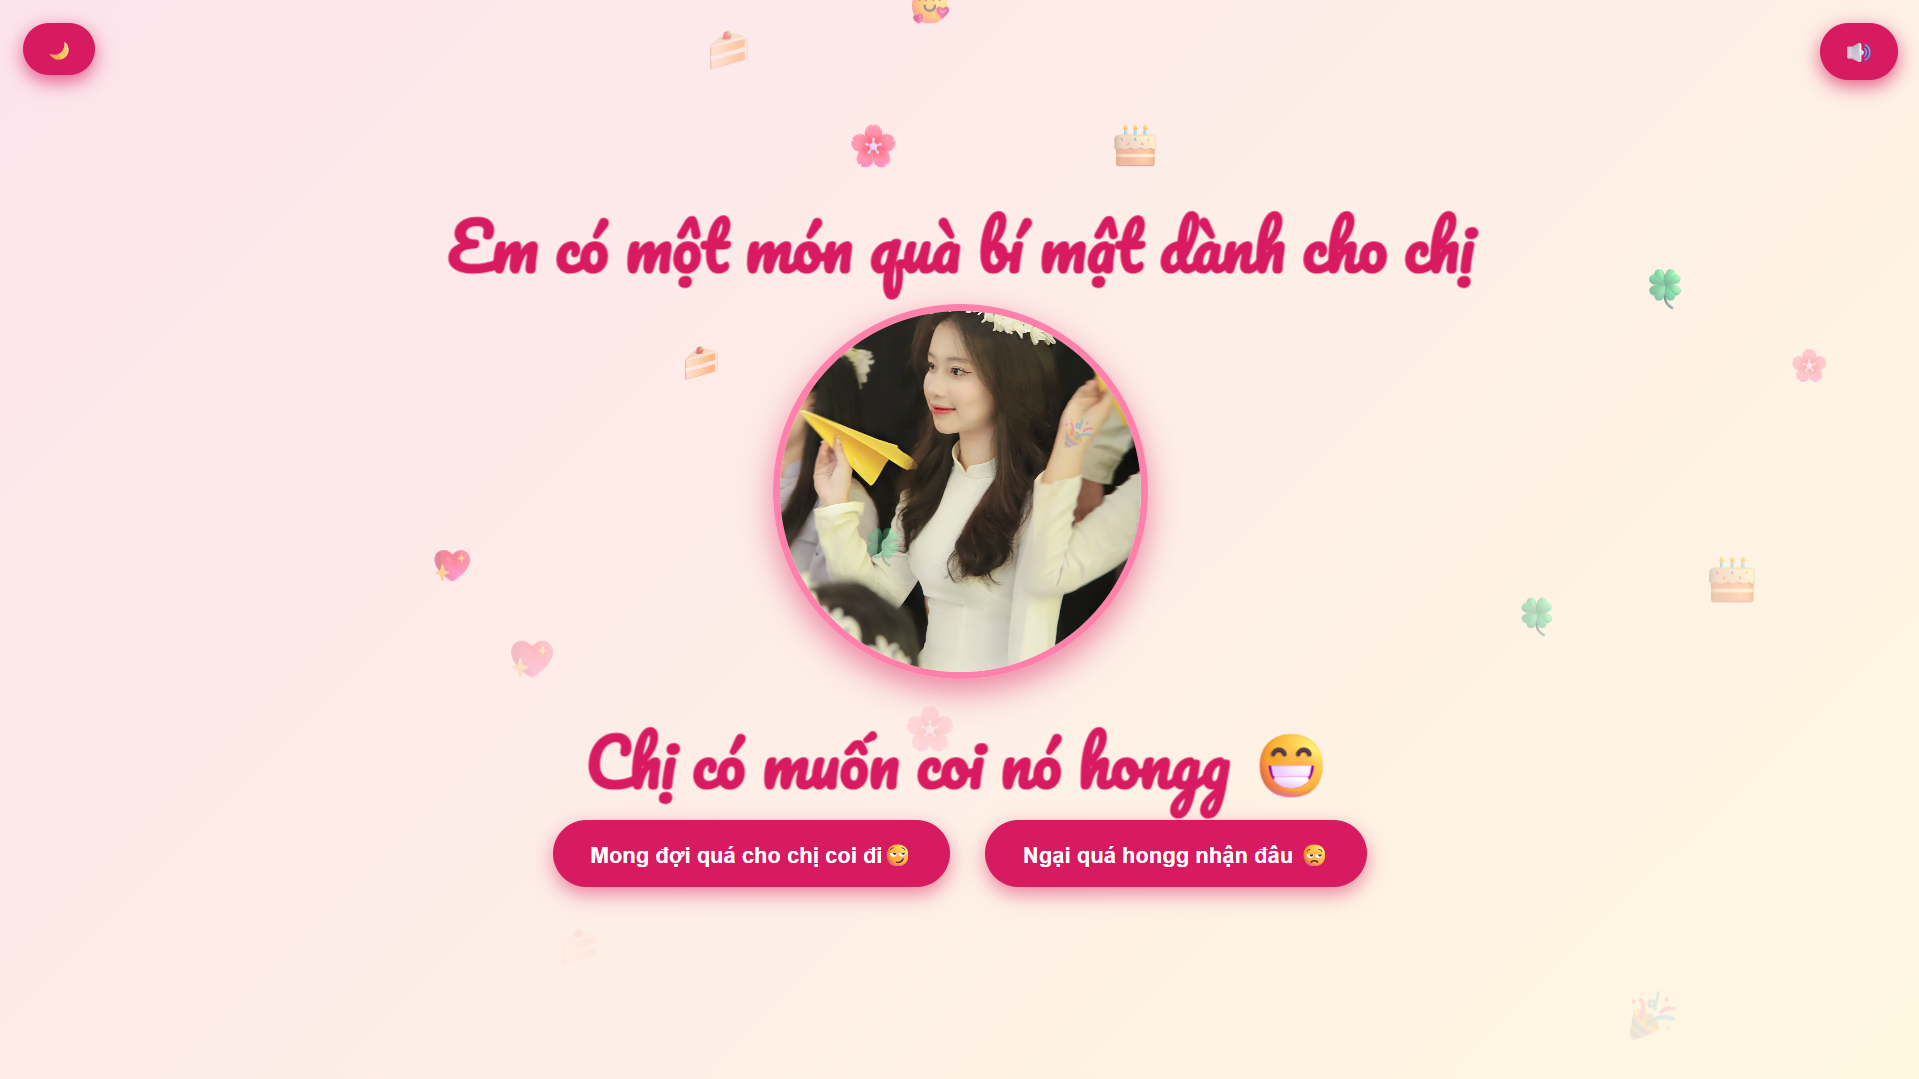 Em có một món quà bí mật dành cho chị
Chị có muốn coi nó hongg 😁
Mong đợi quá cho chị coi đi😏
Ngại quá hongg nhận đâu 😞